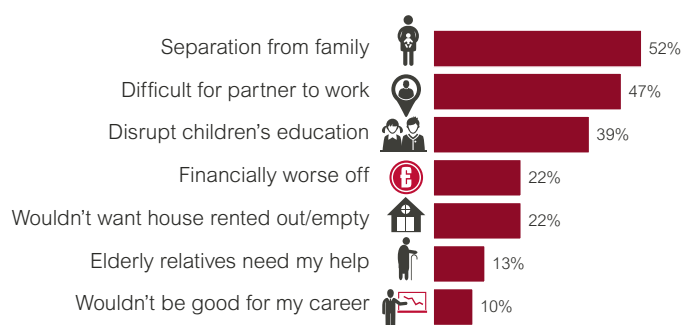 Separation from family 52%
Difficult for partner to work 47%
Disrupt children's education 39%
Financially worse off £ 22%
Wouldn't want house rented out/empty 22%
Elderly relatives need my help 13%
Wouldn't be good for my career 10%